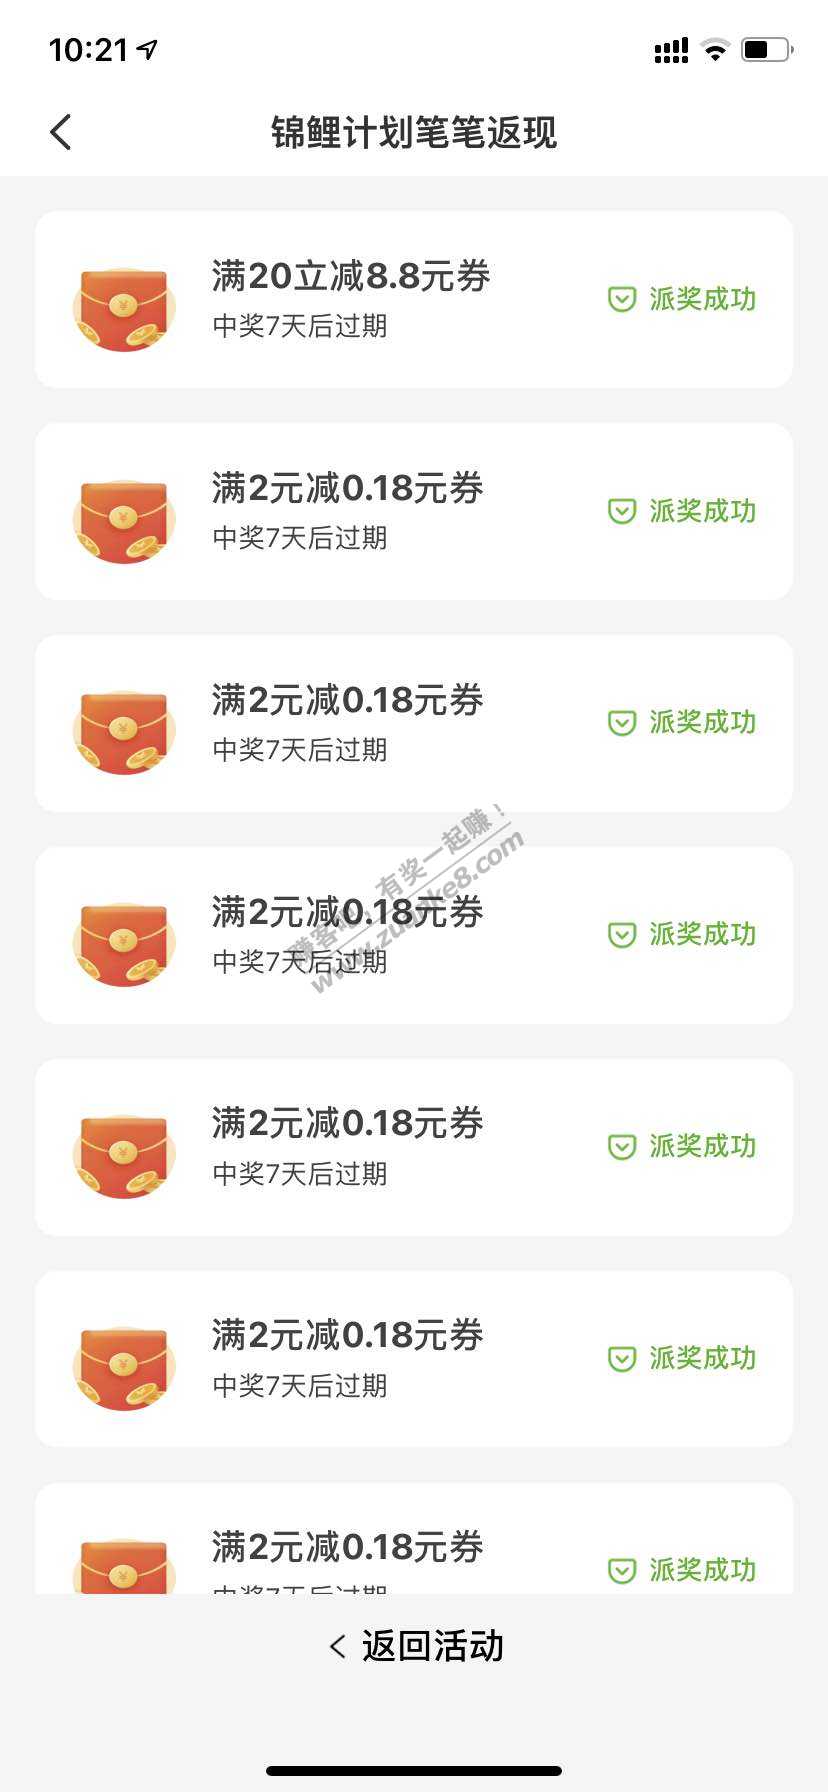 10:21
锦鲤计划笔笔返现
满20立减8.8元券
中奖7天后过期
派奖成功
满2元减0.18元券
中奖7天后过期
派奖成功
满2元减0.18元券
中奖7天后过期
派奖成功
满2元减0.18元券
中奖7天后过期
派奖成功
赚客吧，有奖一起赚！
www.zuanke8.com
满2元减0.18元券
中奖7天后过期
派奖成功
满2元减0.18元券
中奖7天后过期
派奖成功
满2元减0.18元券
中奖7天后过期
派奖成功
返回活动